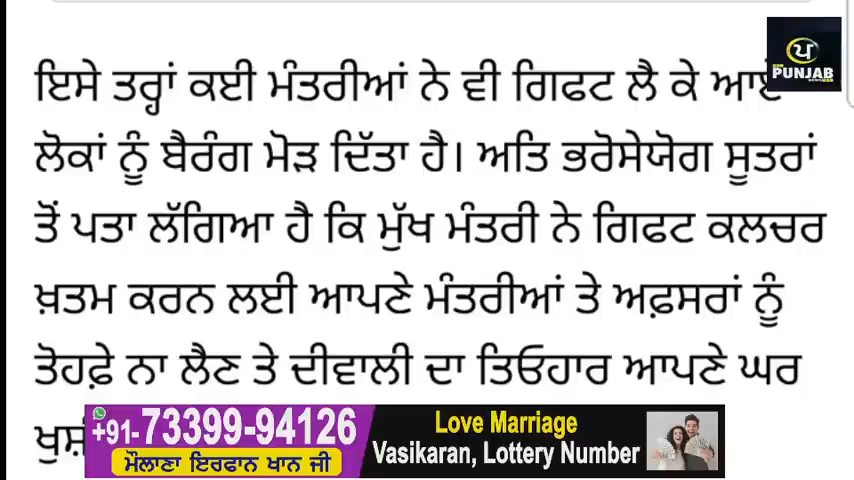 ਇਸੇ ਤਰ੍ਹਾਂ ਕਈ ਮੰਤਰੀਆਂ ਨੇ ਵੀ ਗਿਫਟ ਲੈ ਕੇ
ਪ
PUNJAB
ਲੋਕਾਂ ਨੂੰ ਬੈਰੰਗ ਮੋੜ ਦਿੱਤਾ ਹੈ। ਅਤਿ ਭਰੋਸੇਯੋਗ ਸੂਤਰਾਂ
ਤੋਂ ਪਤਾ ਲੱਗਿਆ ਹੈ ਕਿ ਮੁੱਖ ਮੰਤਰੀ ਨੇ ਗਿਫਟ ਕਲਚਰ
ਖ਼ਤਮ ਕਰਨ ਲਈ ਆਪਣੇ ਮੰਤਰੀਆਂ ਤੇ ਅਫ਼ਸਰਾਂ ਨੂੰ
ਤੋਹਫ਼ੇ ਨਾ ਲੈਣ ਤੇ ਦੀਵਾਲੀ ਦਾ ਤਿਓਹਾਰ ਆਪਣੇ ਘਰ
+91-73399-94126
ਮੌਲਾਣਾ ਇਰਫਾਨ ਖਾਨ ਜੀ
Love Marriage
Vasikaran, Lottery Number